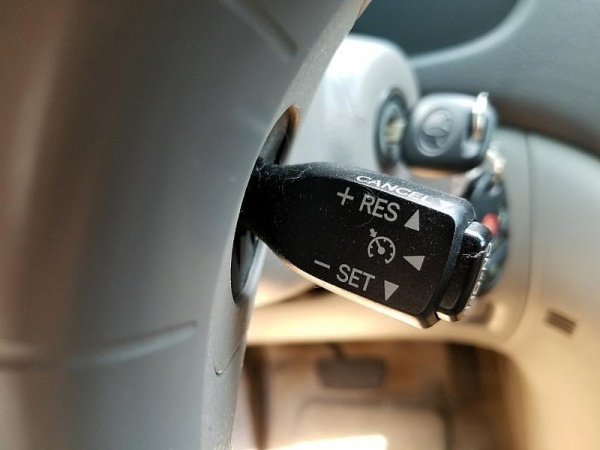 CANCEL
+ RES
- SET